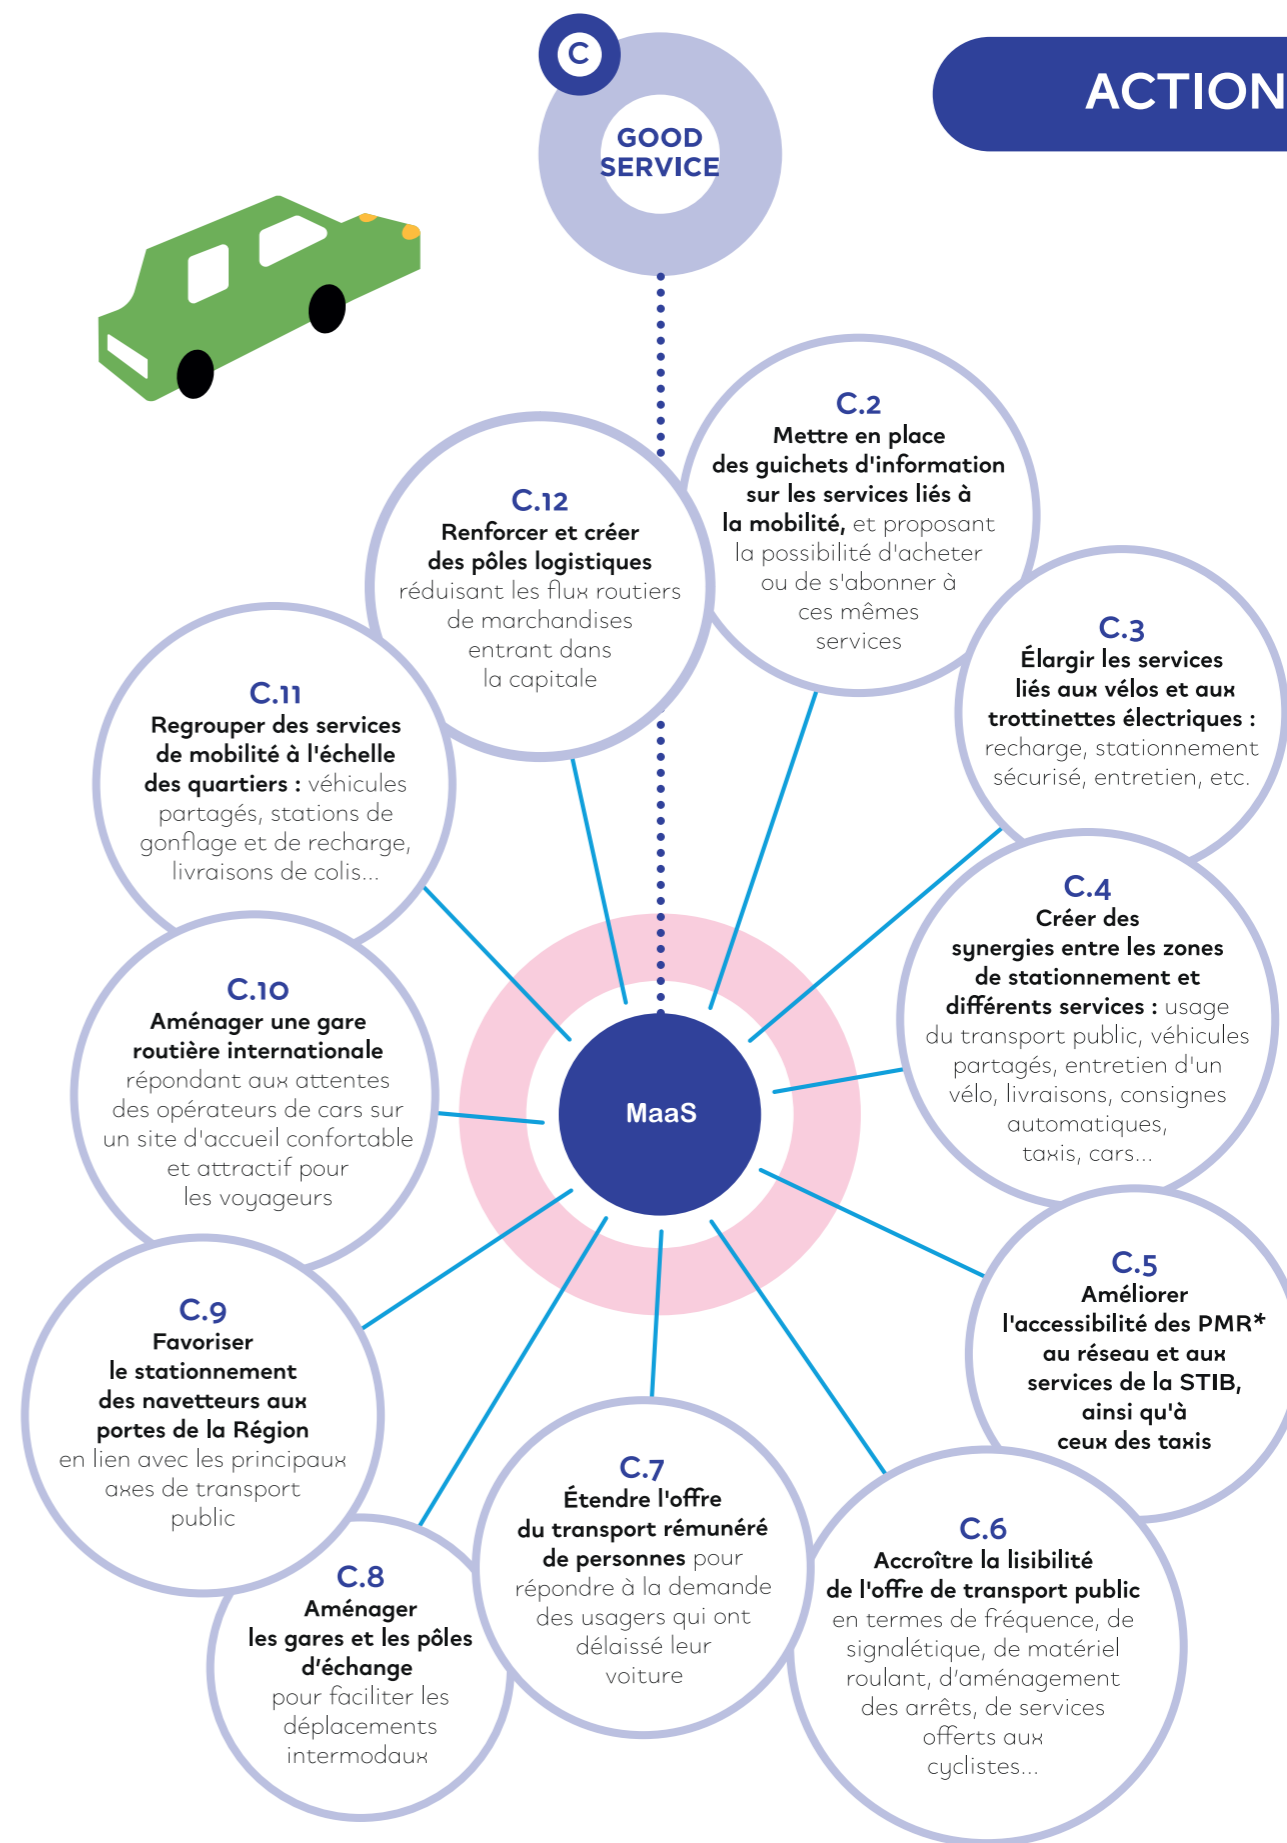 C
GOOD
SERVICE
ACTION
C.2
Mettre en place
des guichets d'information
sur les services liés à
la mobilité, et proposant
la possibilité d'acheter
ou de s'abonner à
ces mêmes
services
C.3
Élargir les services
liés aux vélos et aux
trottinettes électriques :
recharge, stationnement
sécurisé, entretien, etc.
C.4
Créer des
synergies entre les zones
de stationnement et
différents services : usage
du transport public, véhicules
partagés, entretien d'un
vélo, livraisons, consignes
automatiques,
taxis, cars...
C.5
Améliorer
l'accessibilité des PMR*
au réseau et aux
services de la STIB,
ainsi qu'à
ceux des taxis
C.6
Accroître la lisibilité
de l'offre de transport public
en termes de fréquence, de
signalétique, de matériel
roulant, d’aménagement
des arrêts, de services
offerts aux
cyclistes...
C.7
Étendre l'offre
du transport rémunéré
de personnes pour
répondre à la demande
des usagers qui ont
délaissé leur
voiture
C.8
Aménager
les gares et les pôles
d’échange
pour faciliter les
déplacements
intermodaux
C.9
Favoriser
le stationnement
des navetteurs aux
portes de la Région
en lien avec les principaux
axes de transport
public
C.10
Aménager une gare
routière internationale
répondant aux attentes
des opérateurs de cars sur
un site d'accueil confortable
et attractif pour
les voyageurs
C.11
Regrouper des services
de mobilité à l'échelle
des quartiers : véhicules
partagés, stations de
gonflage et de recharge,
livraisons de colis...
C.12
Renforcer et créer
des pôles logistiques
réduisant les flux routiers
de marchandises
entrant dans
la capitale
MaaS